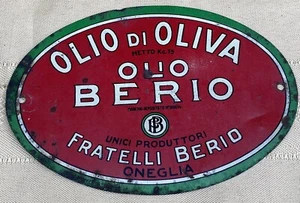 OLIO DI OLIVA
NETTO Kg.
OLIO
BERIO
UNICI PRODUTTORI
FRATELLI BERIO
ONEGLIA